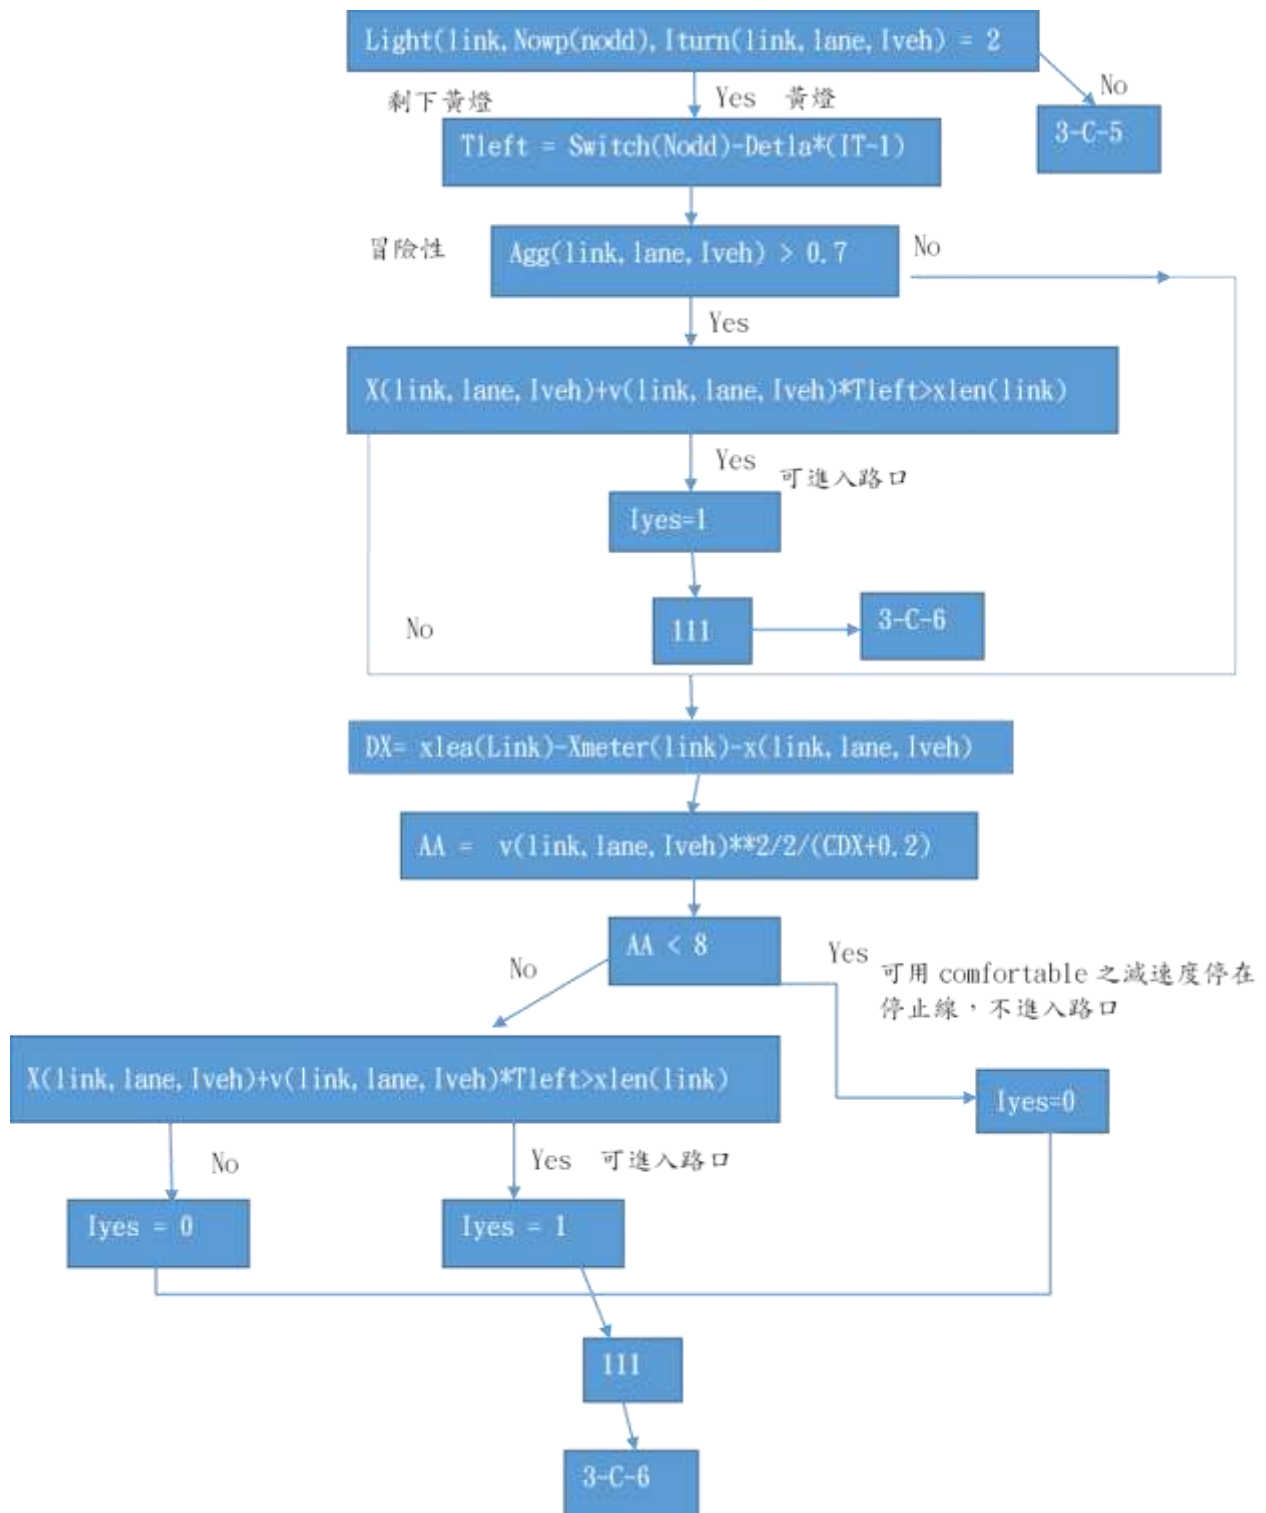 Light(link,Nowp(nodd),Iturn(link,lane,Iveh) = 2
No
剩下黃燈
Yes 黃燈
3-C-5
Tleft = Switch(Nodd)-Detla*(IT-1)
冒險性
Agg(link,lane,Iveh) > 0.7
No
Yes
X(link,lane,Iveh)+v(link,lane,Iveh)*Tleft>xlen(link)
Yes
可進入路口
Iyes=1
No
111
3-C-6
DX= xlea(Link)-Xmeter(link)-x(link,lane,Iveh)
AA = v(link,lane,Iveh)**2/2/(CDX+0.2)
AA < 8
No
Yes
可用 comfortable 之減速度停在
停止線，不進入路口
X(link,lane,Iveh)+v(link,lane,Iveh)*Tleft>xlen(link)
Iyes=0
No
Yes 可進入路口
Iyes = 0
Iyes = 1
111
3-C-6